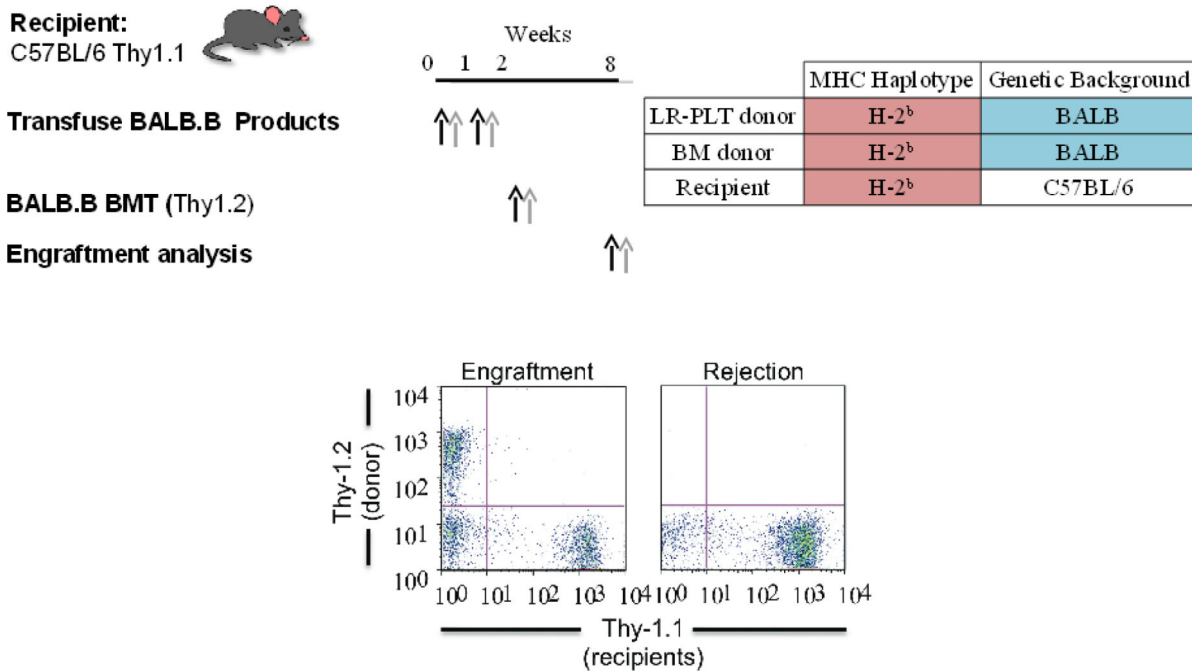 Recipient:
C57BL/6 Thy1.1
Weeks
0 1 2 8
Transfuse BALB.B Products
BALB.B BMT (Thy1.2)
Engraftment analysis
MHC Haplotype Genetic Background
LR-PLT donor H-2ᵇ BALB
BM donor H-2ᵇ BALB
Recipient H-2ᵇ C57BL/6
Engraftment Rejection
Thy-1.2
(donor)
10⁴
10³
10²
10¹
10⁰
10⁰ 10¹ 10² 10³ 10⁴ 10⁰ 10¹ 10² 10³ 10⁴
Thy-1.1
(recipients)